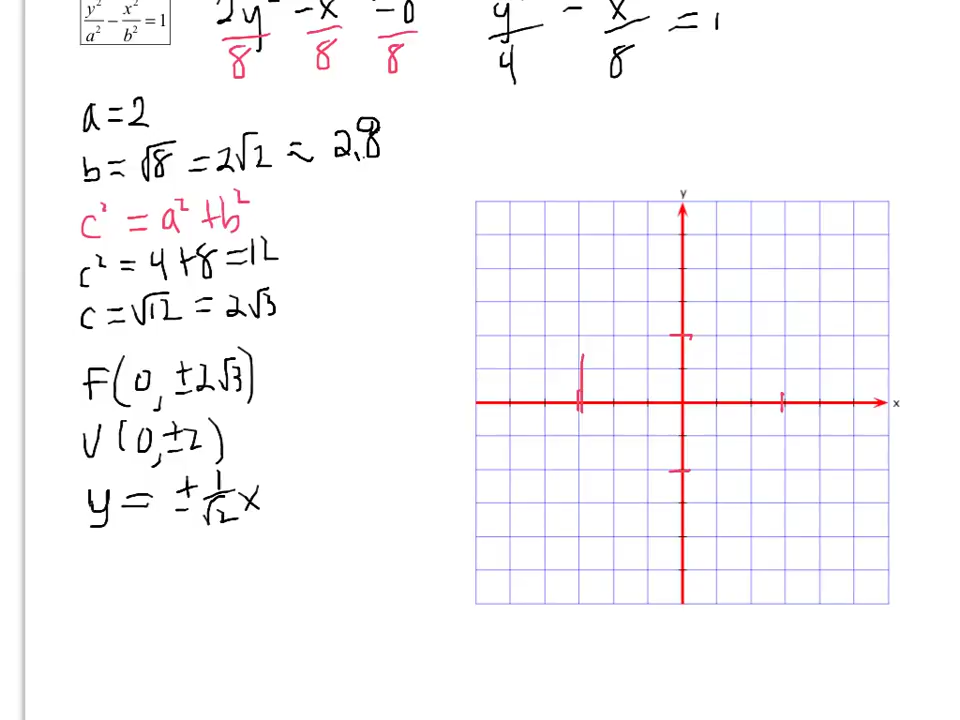 y²/a² − x²/b² = 1
2y²/8 − x²/8 = 8/8
y²/4 − x²/8 = 1
a = 2
b = √8 = 2√2 ≈ 2.8
c² = a² + b²
c² = 4 + 8 = 12
c = √12 = 2√3
F(0, ±2√3)
V(0, ±2)
y = ± 1/√2 x
y
x